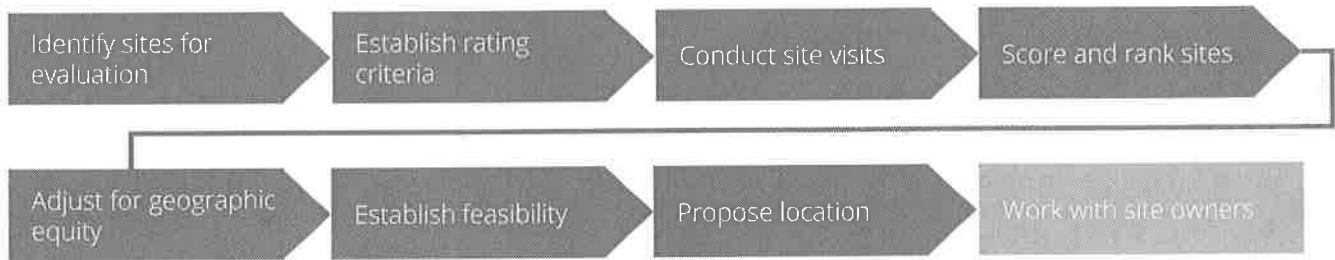 Identify sites for
evaluation
Establish rating
criteria
Conduct site visits
Score and rank sites
Adjust for geographic
equity
Establish feasibility
Propose location
Work with site owners